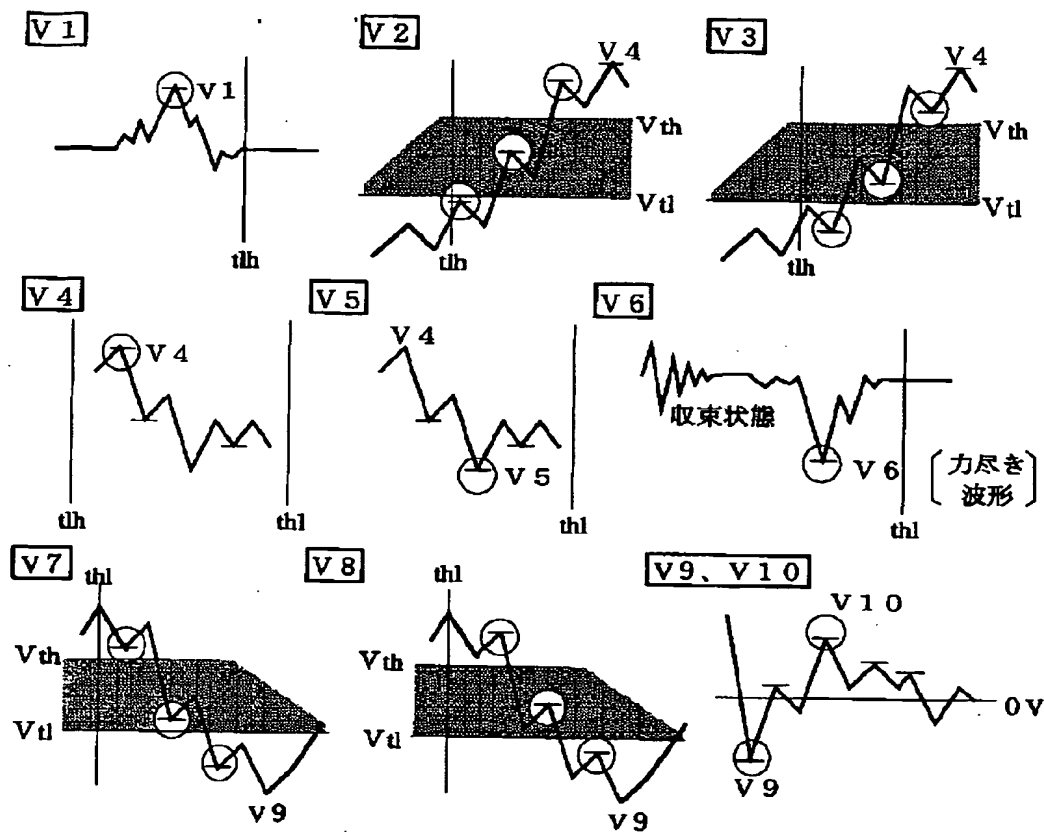 V1
V1
tlh
V2
V4
Vth
Vtl
tlh
V3
V4
Vth
Vtl
tlh
V4
V4
tlh
thl
V5
V4
V5
thl
V6
収束状態
V6
力尽き
波形
thl
V7
thl
Vth
Vtl
V9
V8
thl
Vth
Vtl
V9
V9、V10
V10
0V
V9